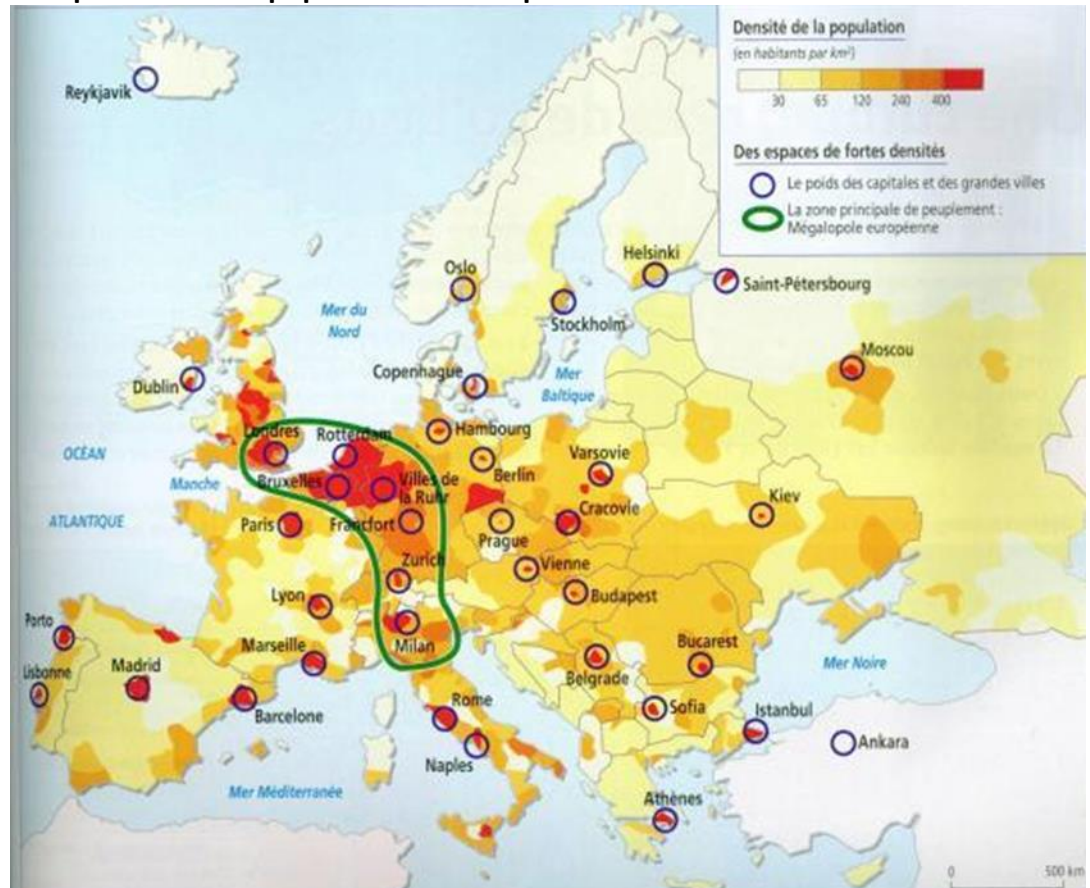 Densité de la population
(en habitants par km²)
30 65 120 240 400
Des espaces de fortes densités
Le poids des capitales et des grandes villes
La zone principale de peuplement :
Mégalopole européenne
Reykjavik
Helsinki
Oslo
Saint-Pétersbourg
Mer du
Nord
Stockholm
Moscou
Copenhague
Mer
Baltique
Dublin
Londres
Rotterdam
Hambourg
OCÉAN
Varsovie
Berlin
Manche
Bruxelles
Villes de
la Ruhr
Kiev
ATLANTIQUE
Paris
Francfort
Cracovie
Prague
Zurich
Vienne
Lyon
Budapest
Porto
Marseille
Milan
Bucarest
Mer Noire
Lisbonne
Madrid
Belgrade
Rome
Sofia
Istanbul
Barcelone
Ankara
Naples
Mer Méditerranée
Athènes
0 500 km